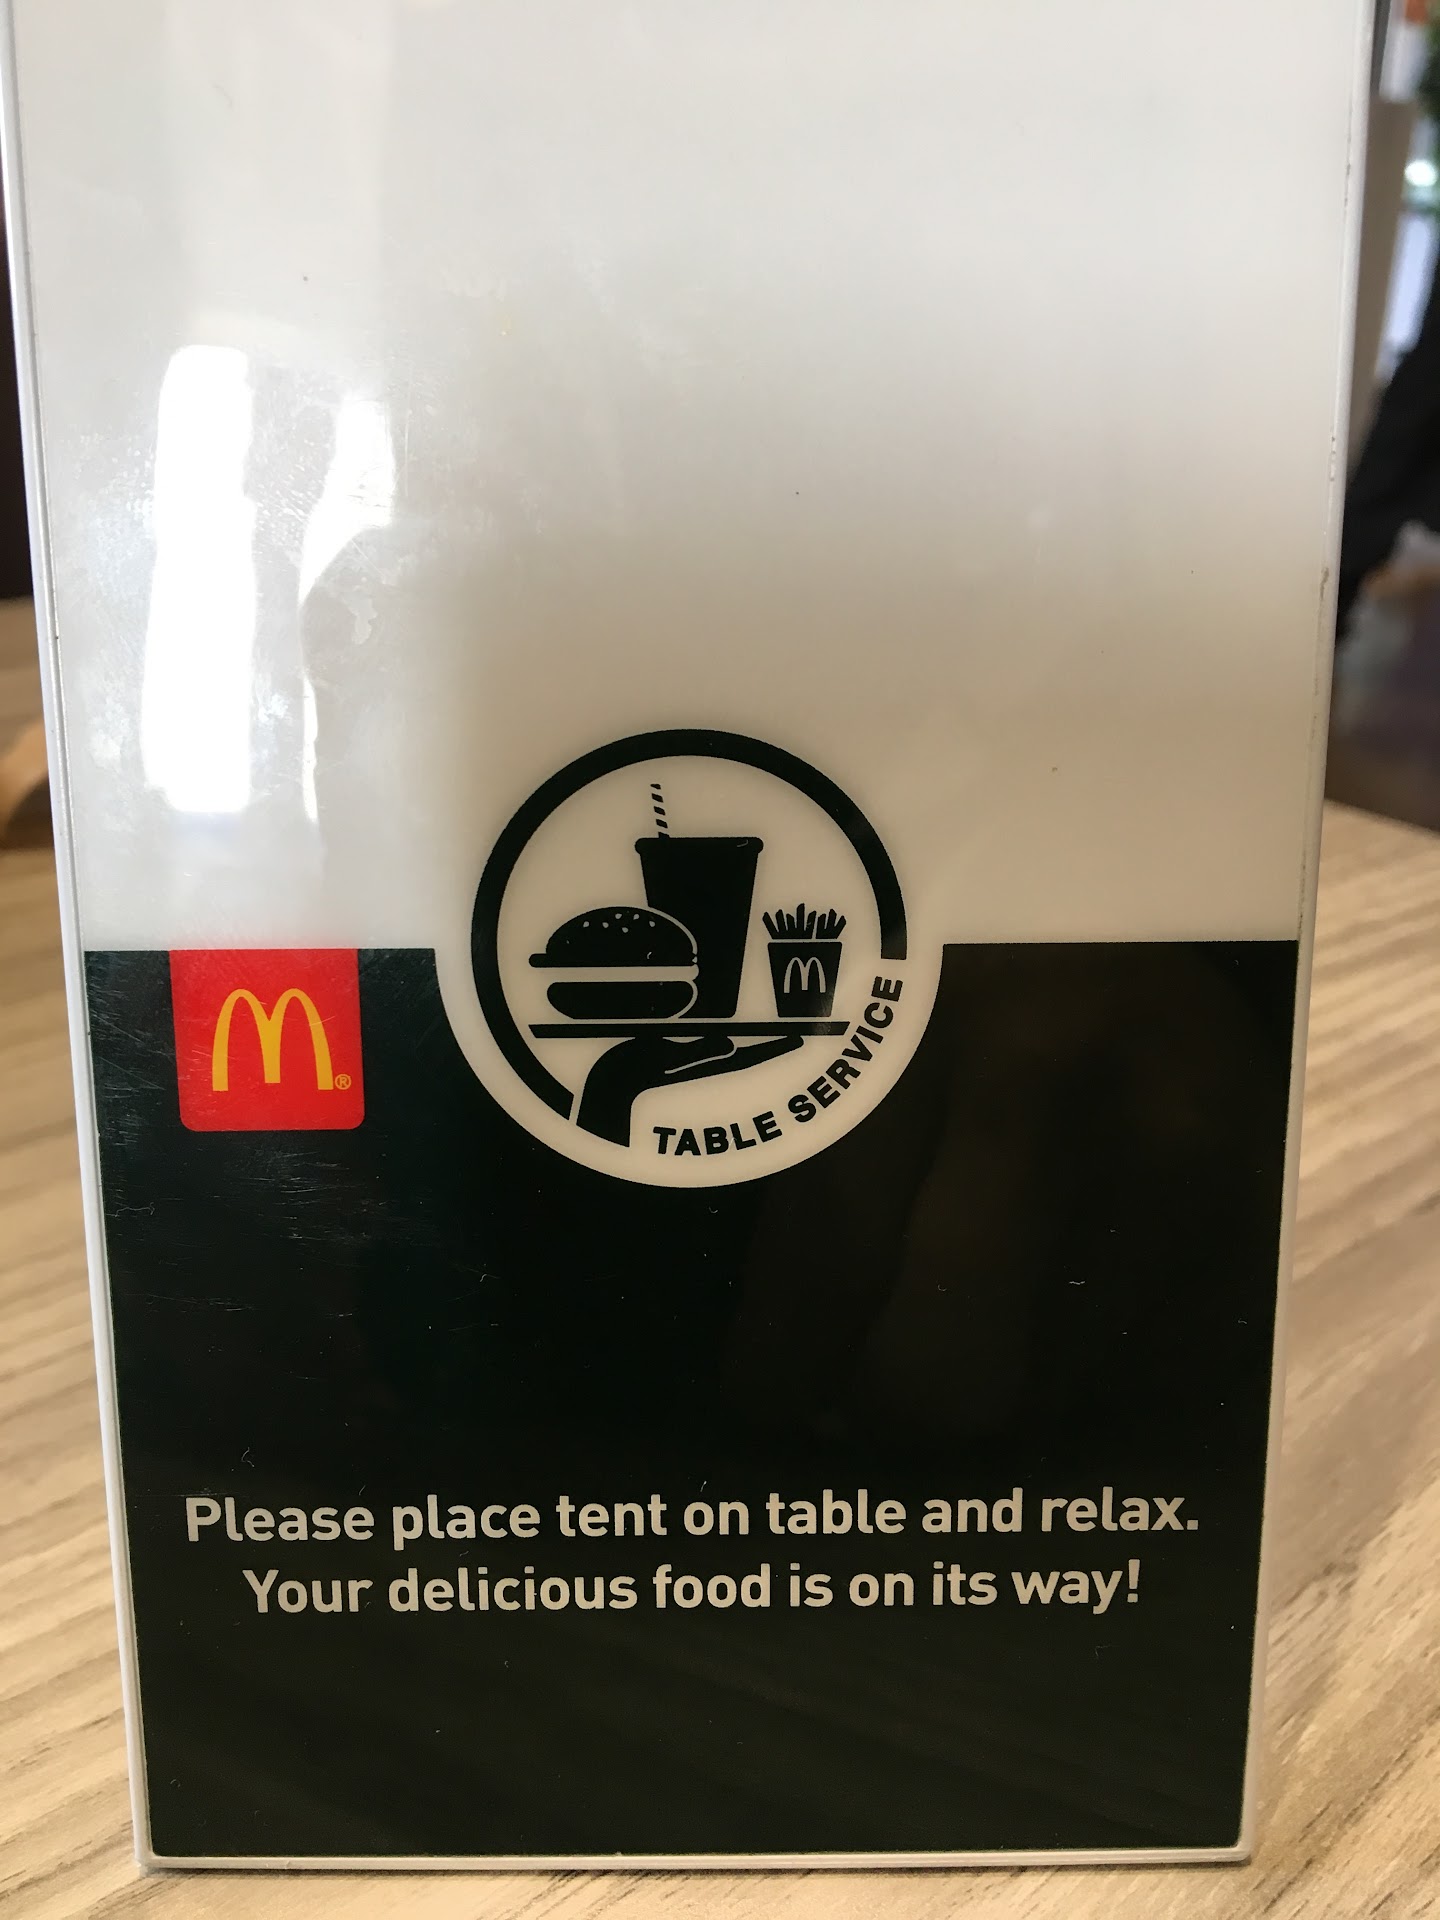 M®
M
TABLE SERVICE
Please place tent on table and relax.
Your delicious food is on its way!